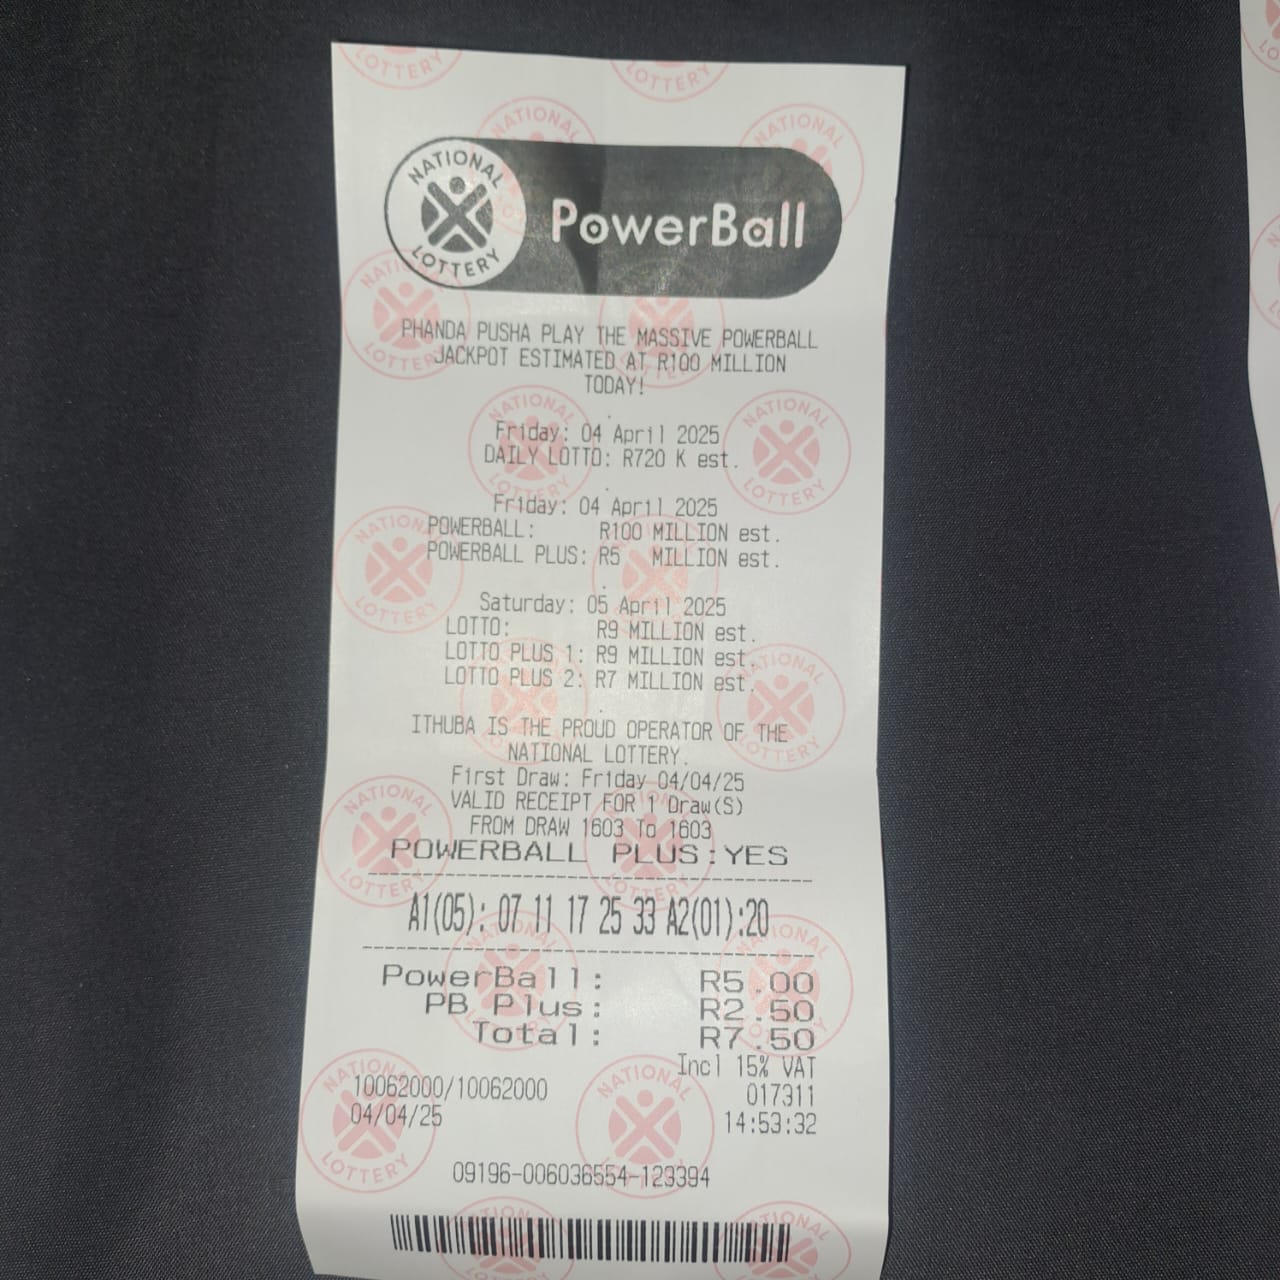 NATIONAL LOTTERY
PowerBall
PHANDA PUSHA PLAY THE MASSIVE POWERBALL
JACKPOT ESTIMATED AT R100 MILLION
TODAY!
.
Friday: 04 April 2025
DAILY LOTTO: R720 K est.
.
Friday: 04 April 2025
POWERBALL: R100 MILLION est.
POWERBALL PLUS: R5 MILLION est.
.
Saturday: 05 April 2025
LOTTO: R9 MILLION est.
LOTTO PLUS 1: R9 MILLION est.
LOTTO PLUS 2: R7 MILLION est.
.
ITHUBA IS THE PROUD OPERATOR OF THE
NATIONAL LOTTERY.
First Draw: Friday 04/04/25
VALID RECEIPT FOR 1 Draw(S)
FROM DRAW 1603 To 1603
POWERBALL PLUS:YES
A1(05): 07 11 17 25 33 A2(01):20
PowerBall: R5.00
PB Plus: R2.50
Total: R7.50
Incl 15% VAT
10062000/10062000 017311
04/04/25 14:53:32
09196-006036554-123394